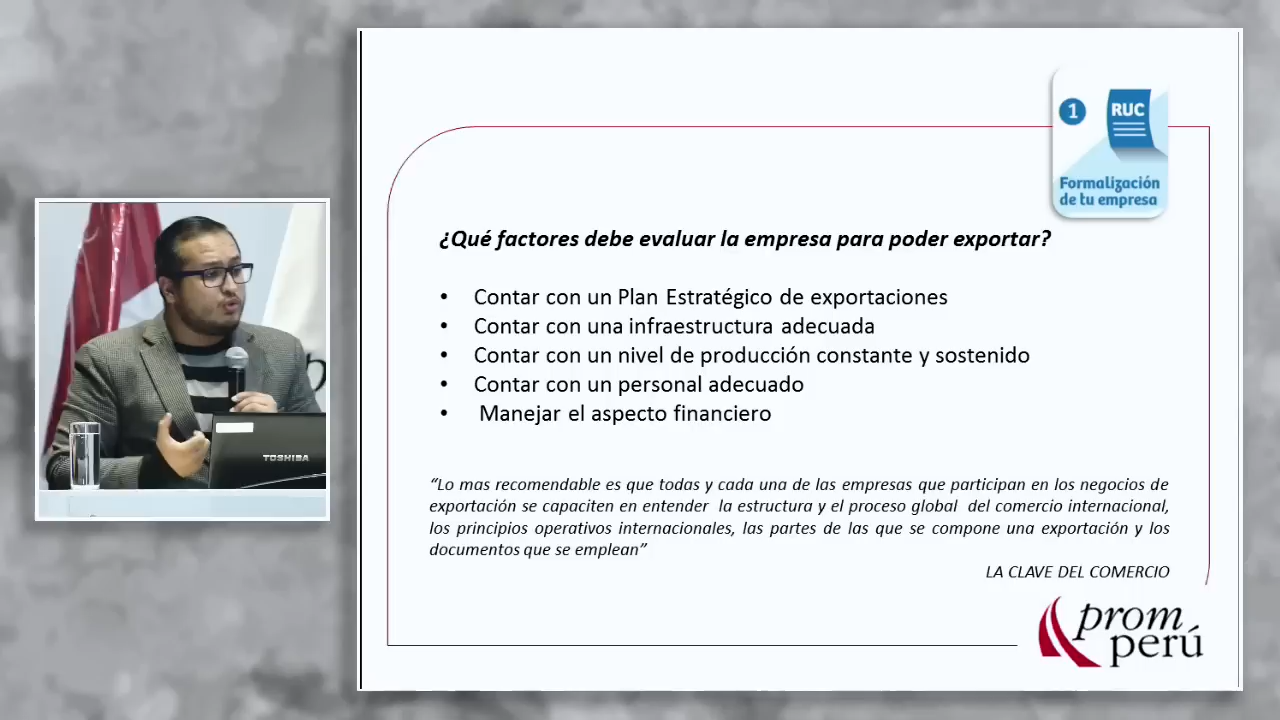 1
RUC
Formalización
de tu empresa
¿Qué factores debe evaluar la empresa para poder exportar?
• Contar con un Plan Estratégico de exportaciones
• Contar con una infraestructura adecuada
• Contar con un nivel de producción constante y sostenido
• Contar con un personal adecuado
• Manejar el aspecto financiero
“Lo mas recomendable es que todas y cada una de las empresas que participan en los negocios de
exportación se capaciten en entender la estructura y el proceso global del comercio internacional,
los principios operativos internacionales, las partes de las que se compone una exportación y los
documentos que se emplean”
LA CLAVE DEL COMERCIO
prom
perú
TOSHIBA